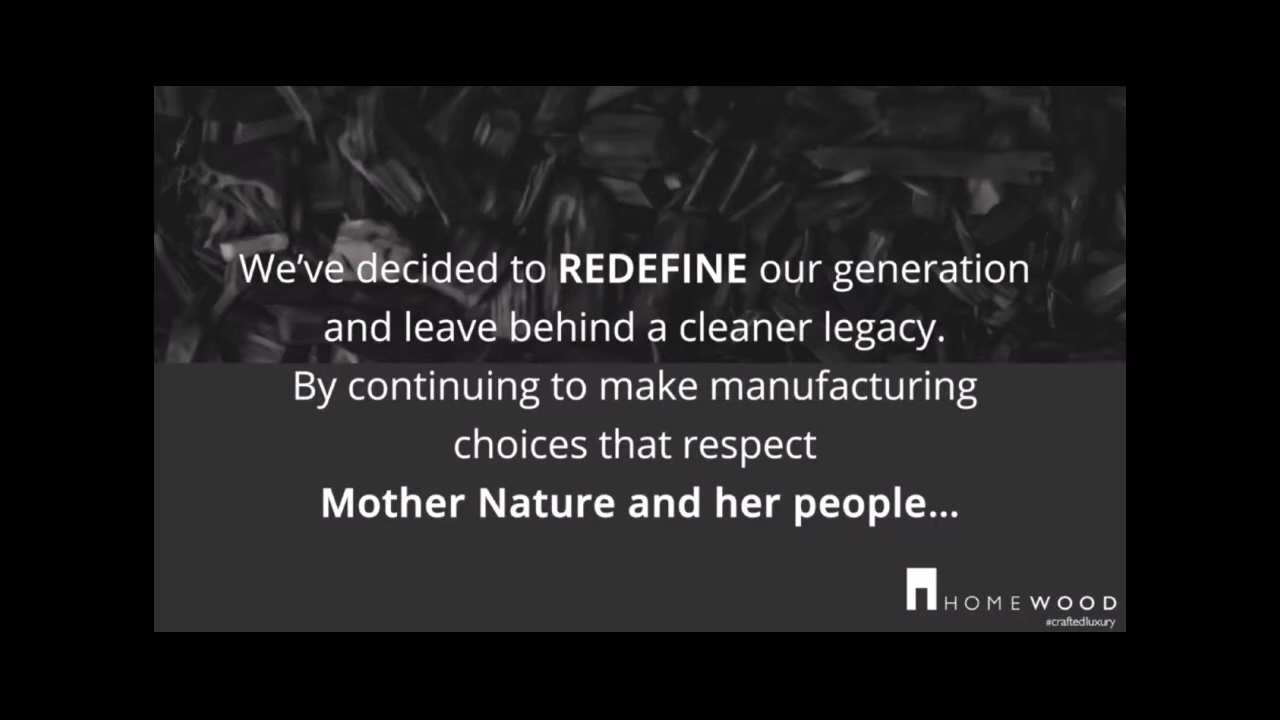 We've decided to REDEFINE our generation
and leave behind a cleaner legacy.
By continuing to make manufacturing
choices that respect
Mother Nature and her people...
HOMEWOOD
#craftedluxury